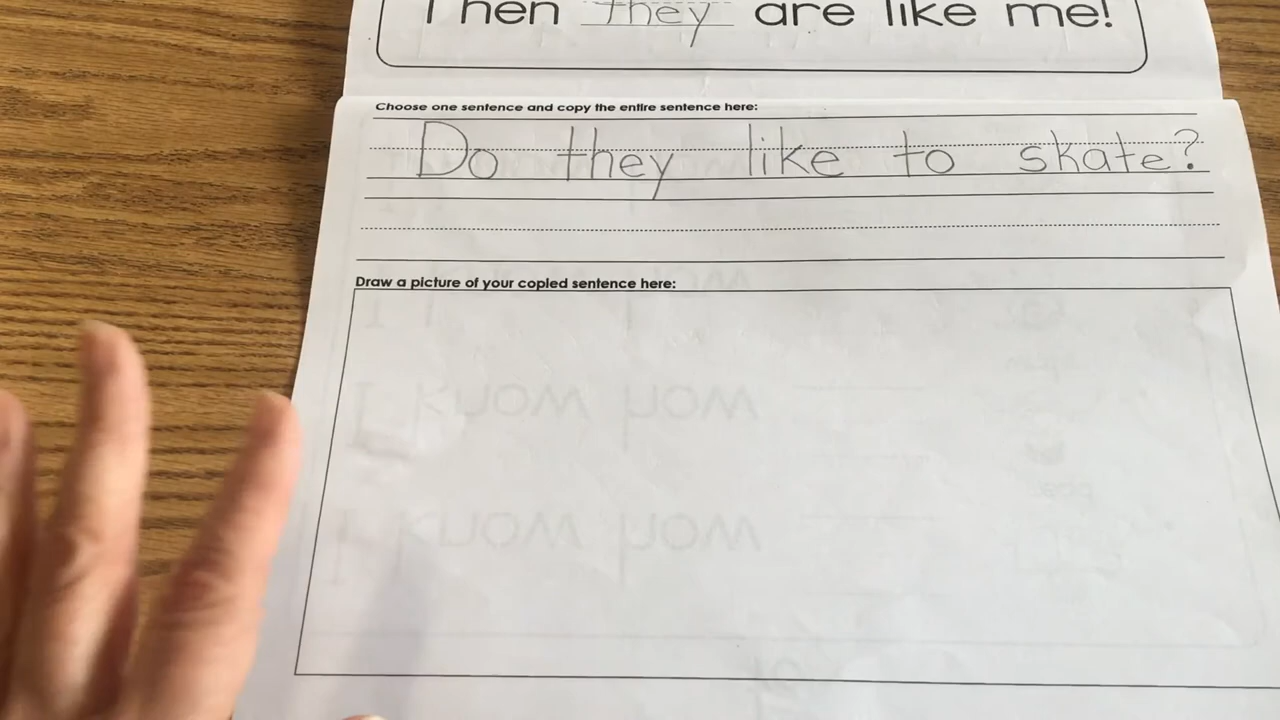 Then they are like me!
Choose one sentence and copy the entire sentence here:
Do they like to skate?
Draw a picture of your copied sentence here: